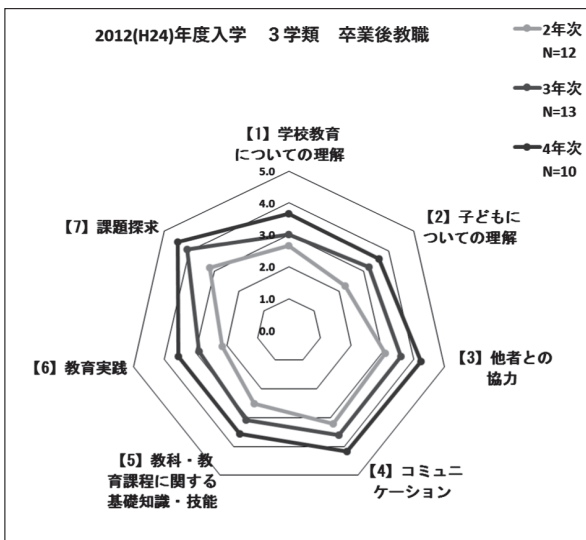 2012(H24)年度入学　３学類　卒業後教職
2年次
N=12
3年次
N=13
4年次
N=10
【1】学校教育
についての理解
【2】子どもに
ついての理解
【3】他者との
協力
【4】コミュニ
ケーション
【5】教科・教
育課程に関する
基礎知識・技能
【6】教育実践
【7】課題探求
5.0
4.0
3.0
2.0
1.0
0.0